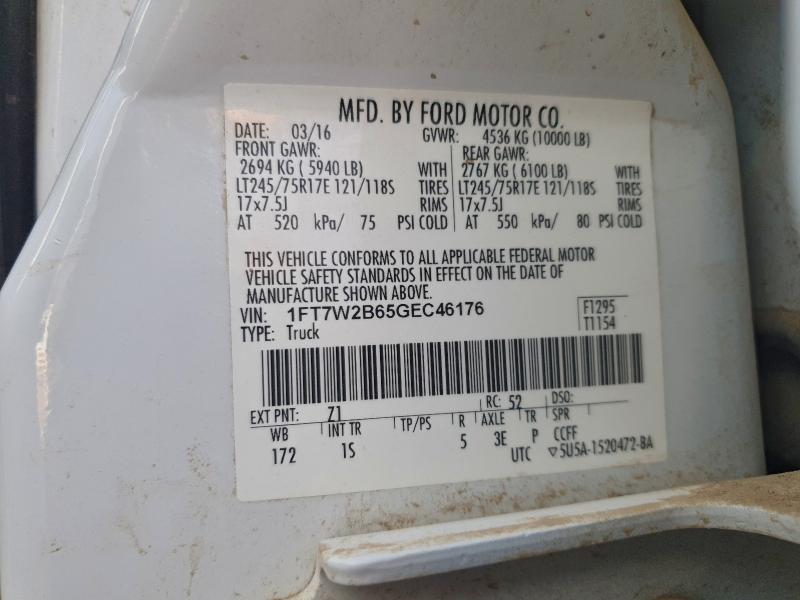 MFD. BY FORD MOTOR CO.
DATE: 03/16 GVWR: 4536 KG (10000 LB)
FRONT GAWR: REAR GAWR:
2694 KG ( 5940 LB) WITH 2767 KG ( 6100 LB) WITH
LT245/75R17E 121/118S TIRES LT245/75R17E 121/118S TIRES
17x7.5J RIMS 17x7.5J RIMS
AT 520 kPa/ 75 PSI COLD AT 550 kPa/ 80 PSI COLD
THIS VEHICLE CONFORMS TO ALL APPLICABLE FEDERAL MOTOR
VEHICLE SAFETY STANDARDS IN EFFECT ON THE DATE OF
MANUFACTURE SHOWN ABOVE.
VIN: 1FT7W2B65GEC46176 F1295
TYPE: Truck T1154
EXT PNT: Z1 RC: 52 DSO:
WB INT TR TP/PS R AXLE TR SPR
172 1S 5 3E P CCFF
UTC ▽5U5A-1520472-BA